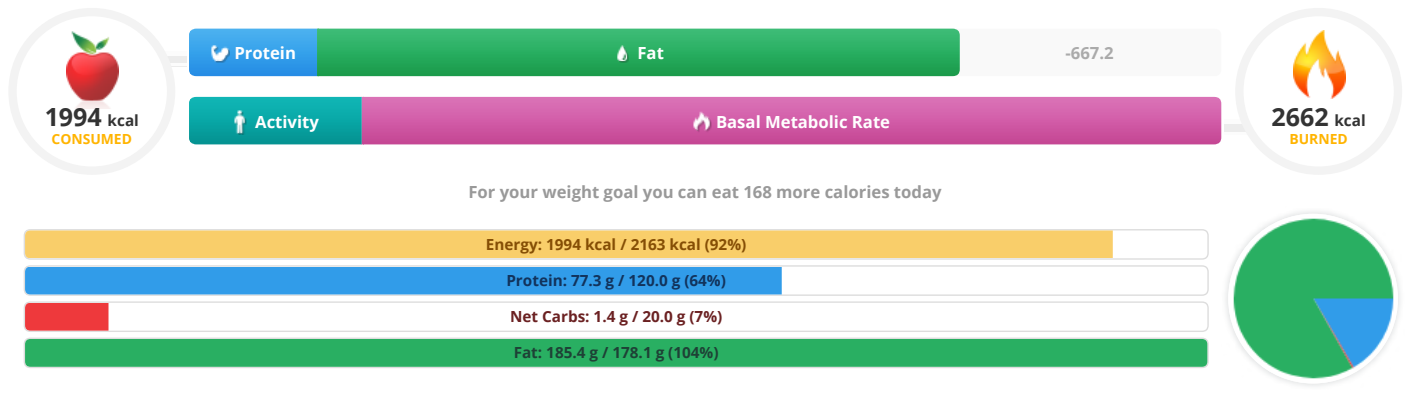 1994 kcal
CONSUMED
Protein
Fat
-667.2
Activity
Basal Metabolic Rate
2662 kcal
BURNED
For your weight goal you can eat 168 more calories today
Energy: 1994 kcal / 2163 kcal (92%)
Protein: 77.3 g / 120.0 g (64%)
Net Carbs: 1.4 g / 20.0 g (7%)
Fat: 185.4 g / 178.1 g (104%)